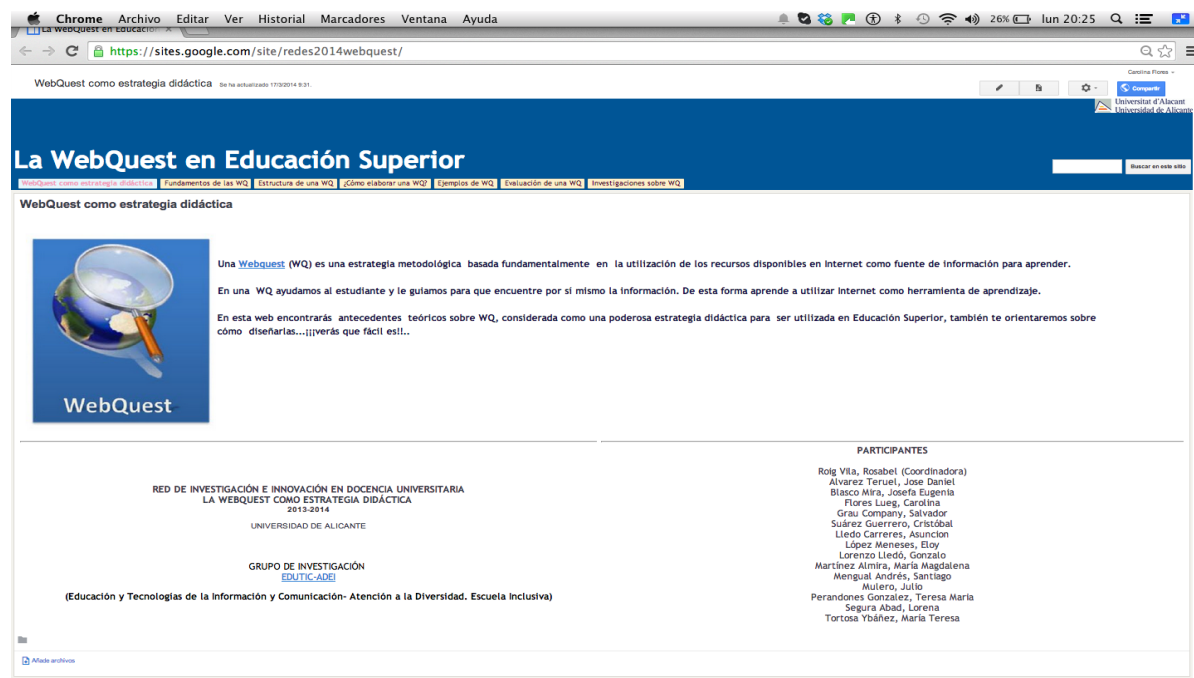 Chrome Archivo Editar Ver Historial Marcadores Ventana Ayuda 26% lun 20:25
La WebQuest en Educación
https://sites.google.com/site/redes2014webquest/
Carolina Flores
WebQuest como estrategia didáctica Se ha actualizado 17/3/2014 9:31.
Compartir
Universitat d'Alacant
Universidad de Alicante
La WebQuest en Educación Superior
Buscar en este sitio
WebQuest como estrategia didáctica Fundamentos de las WQ Estructura de una WQ ¿Cómo elaborar una WQ? Ejemplos de WQ Evaluación de una WQ Investigaciones sobre WQ
WebQuest como estrategia didáctica
Una Webquest (WQ) es una estrategia metodológica basada fundamentalmente en la utilización de los recursos disponibles en Internet como fuente de información para aprender.
En una WQ ayudamos al estudiante y le guiamos para que encuentre por si mismo la información. De esta forma aprende a utilizar Internet como herramienta de aprendizaje.
En esta web encontrarás antecedentes teóricos sobre WQ, considerada como una poderosa estrategia didáctica para ser utilizada en Educación Superior, también te orientaremos sobre
cómo diseñarlas...¡¡¡verás que fácil es!!..
WebQuest
RED DE INVESTIGACIÓN E INNOVACIÓN EN DOCENCIA UNIVERSITARIA
LA WEBQUEST COMO ESTRATEGIA DIDÁCTICA
2013-2014
UNIVERSIDAD DE ALICANTE
GRUPO DE INVESTIGACIÓN
EDUTIC-ADEI
(Educación y Tecnologías de la Información y Comunicación- Atención a la Diversidad. Escuela Inclusiva)
PARTICIPANTES
Roig Vila, Rosabel (Coordinadora)
Alvarez Teruel, Jose Daniel
Blasco Mira, Josefa Eugenia
Flores Lueg, Carolina
Grau Company, Salvador
Suárez Guerrero, Cristóbal
Lledo Carreres, Asuncion
López Meneses, Eloy
Lorenzo Lledó, Gonzalo
Martínez Almira, María Magdalena
Mengual Andrés, Santiago
Mulero, Julio
Perandones Gonzalez, Teresa Maria
Segura Abad, Lorena
Tortosa Ybáñez, María Teresa
Añade archivos